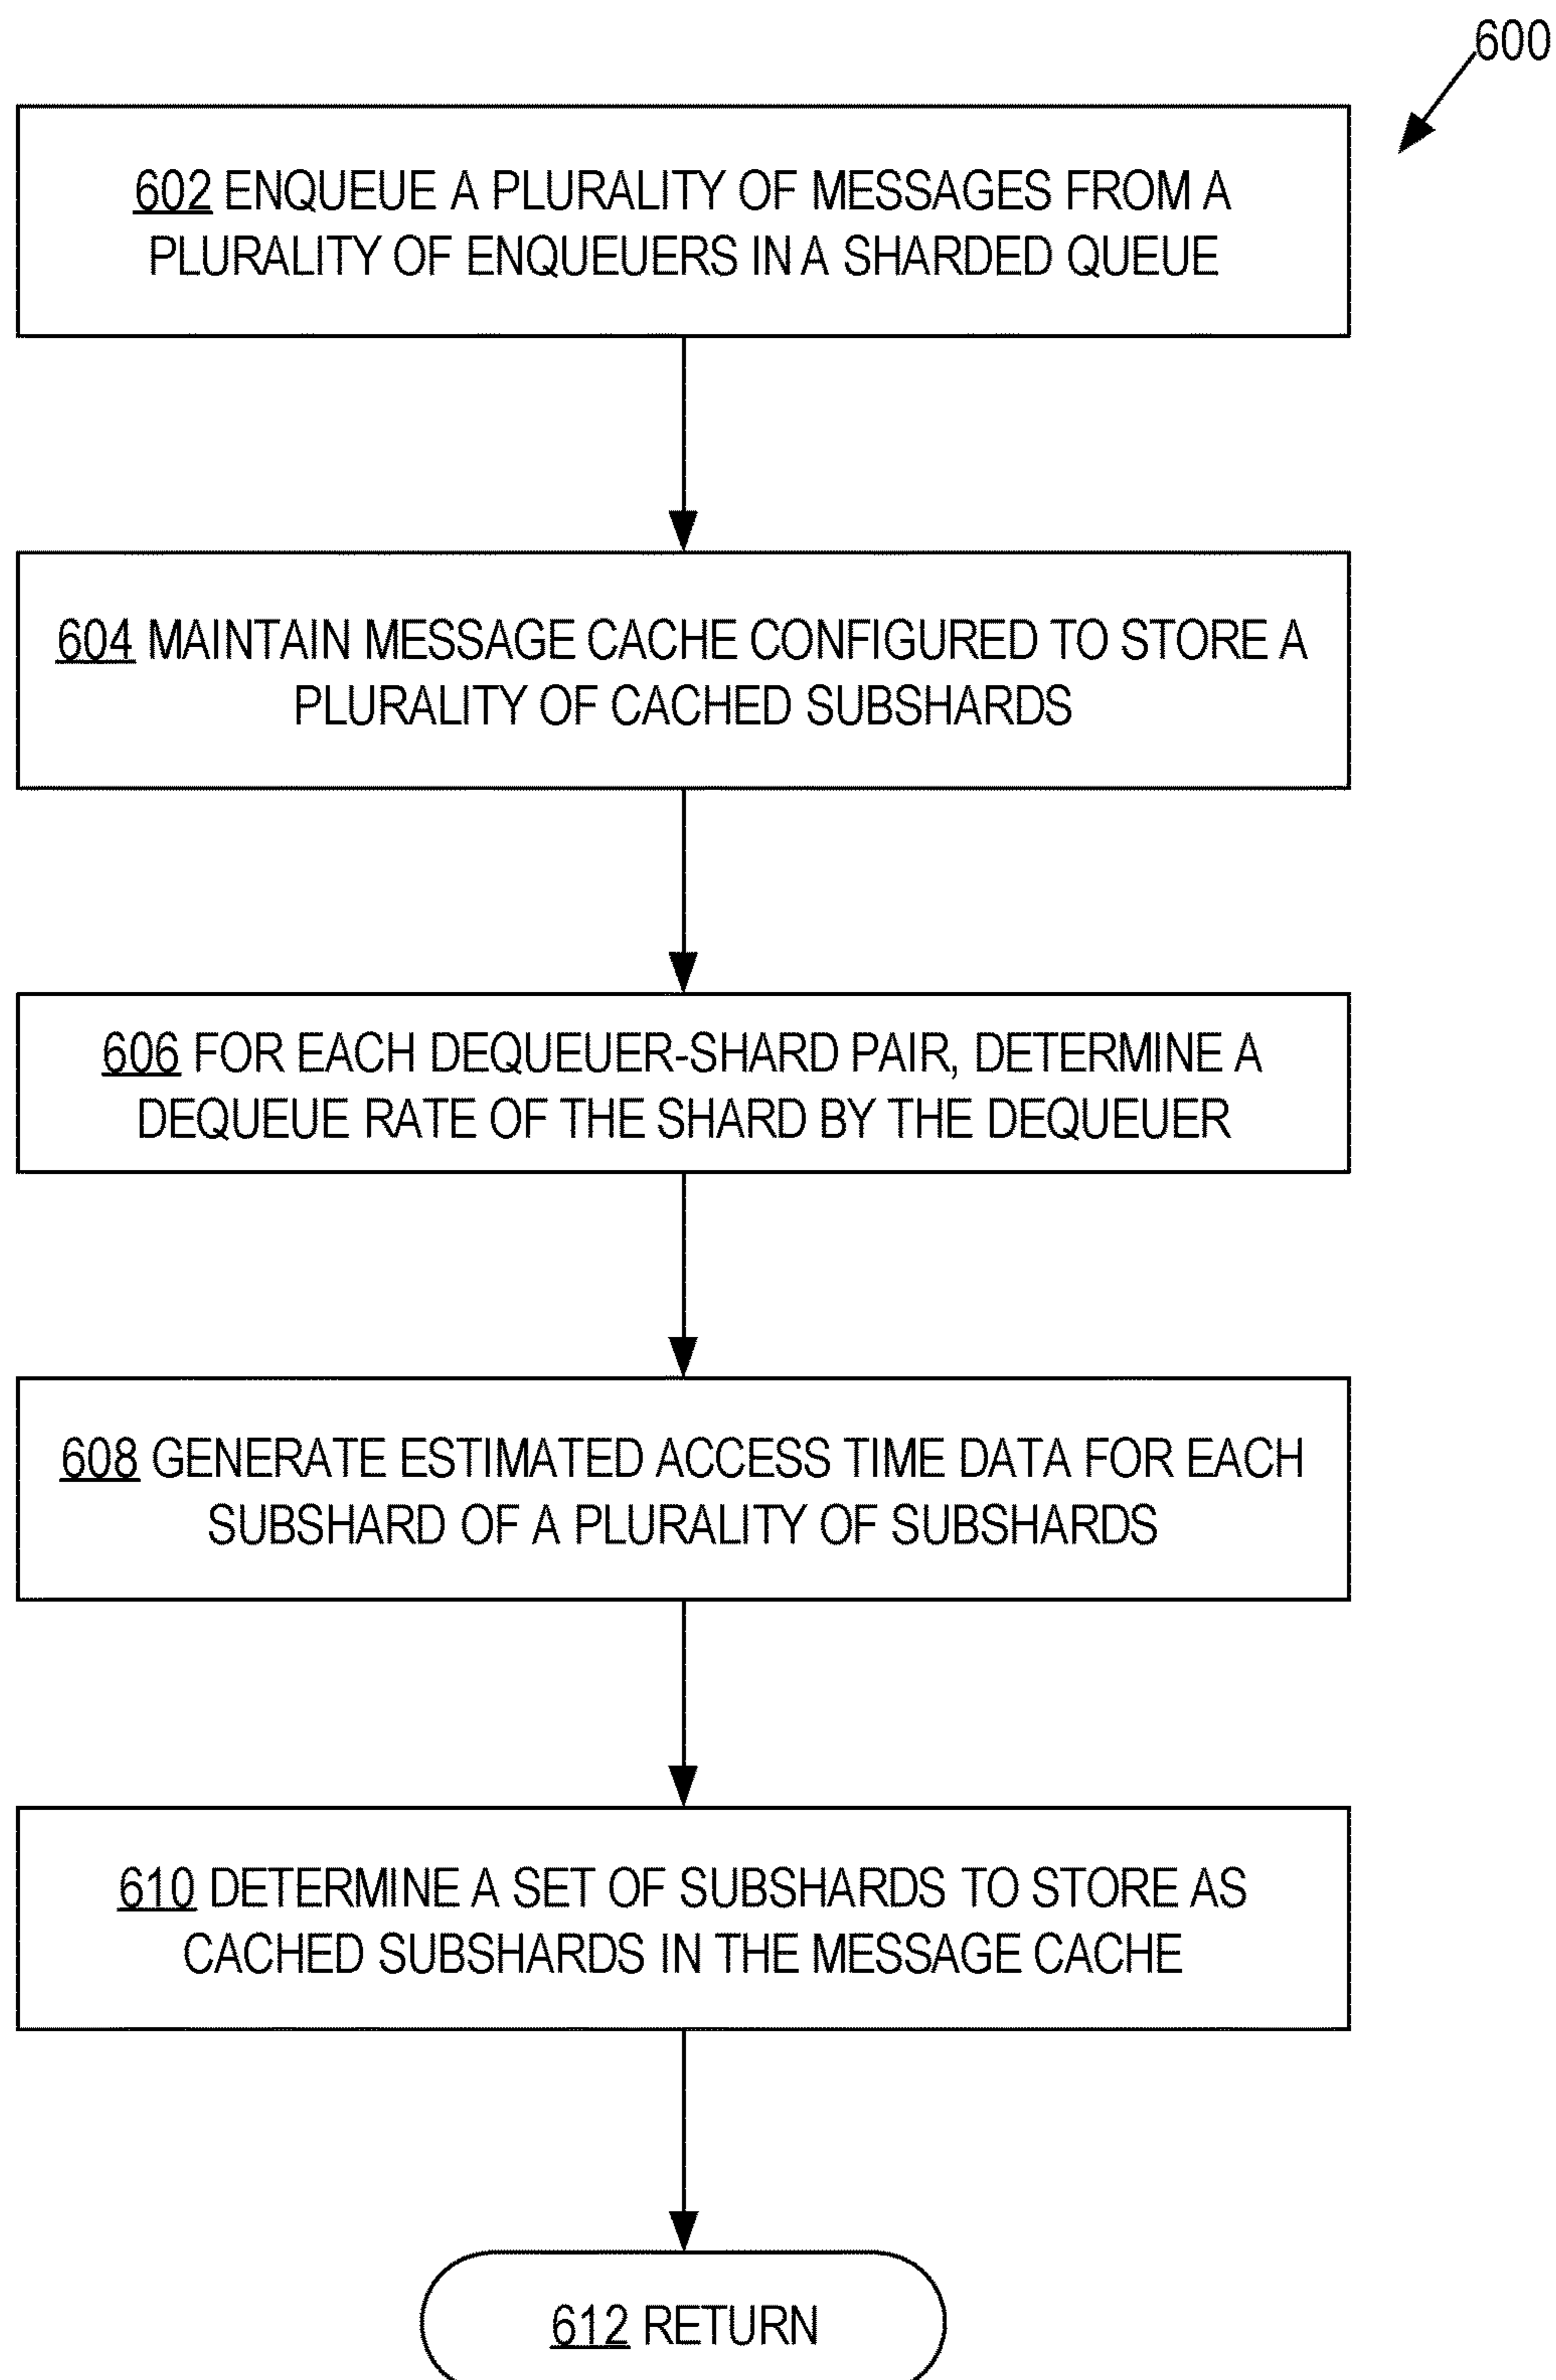 600
602 ENQUEUE A PLURALITY OF MESSAGES FROM A
PLURALITY OF ENQUEUERS IN A SHARDED QUEUE
604 MAINTAIN MESSAGE CACHE CONFIGURED TO STORE A
PLURALITY OF CACHED SUBSHARDS
606 FOR EACH DEQUEUER-SHARD PAIR, DETERMINE A
DEQUEUE RATE OF THE SHARD BY THE DEQUEUER
608 GENERATE ESTIMATED ACCESS TIME DATA FOR EACH
SUBSHARD OF A PLURALITY OF SUBSHARDS
610 DETERMINE A SET OF SUBSHARDS TO STORE AS
CACHED SUBSHARDS IN THE MESSAGE CACHE
612 RETURN